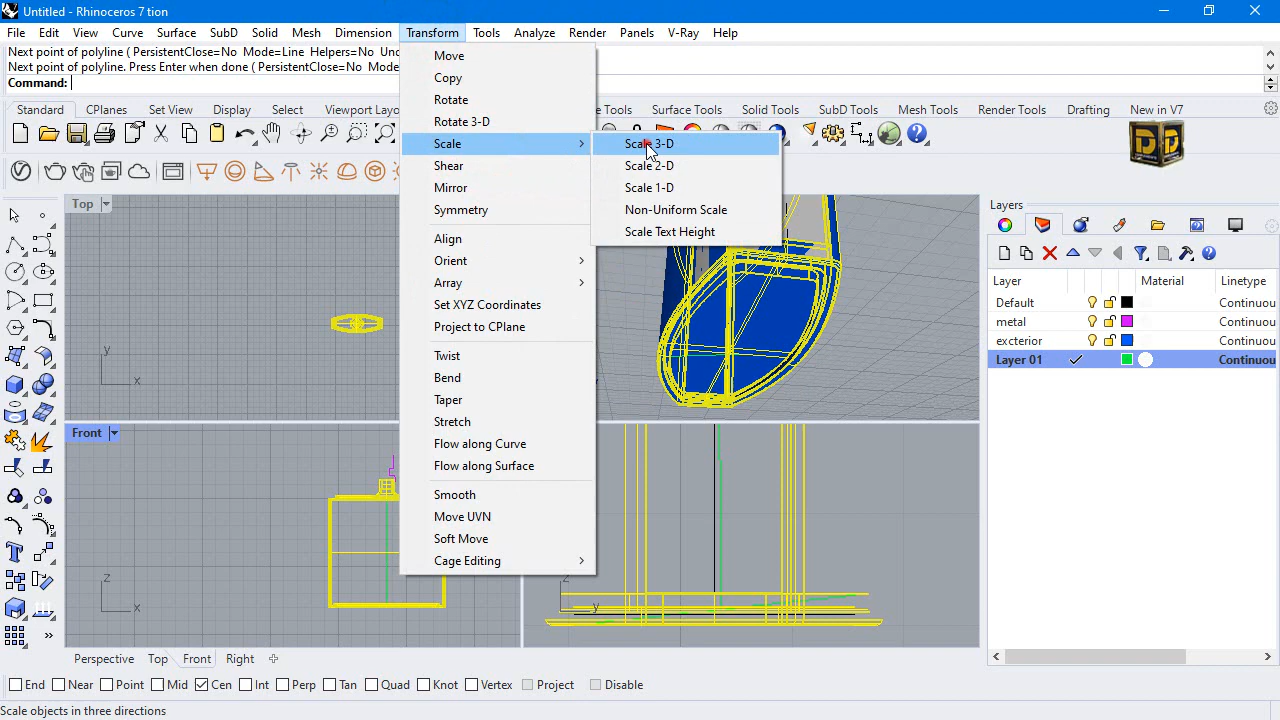 Untitled - Rhinoceros 7 tion
File Edit View Curve Surface SubD Solid Mesh Dimension Transform Tools Analyze Render Panels V-Ray Help
Next point of polyline ( PersistentClose=No Mode=Line Helpers=No Und
Next point of polyline. Press Enter when done ( PersistentClose=No Mode
Command:
Standard CPlanes Set View Display Select Viewport Layo e Tools Surface Tools Solid Tools SubD Tools Mesh Tools Render Tools Drafting New in V7
Move
Copy
Rotate
Rotate 3-D
Scale
Shear
Mirror
Symmetry
Align
Orient
Array
Set XYZ Coordinates
Project to CPlane
Twist
Bend
Taper
Stretch
Flow along Curve
Flow along Surface
Smooth
Move UVN
Soft Move
Cage Editing
Scale 3-D
Scale 2-D
Scale 1-D
Non-Uniform Scale
Scale Text Height
Top
y
x
Front
z
x
z
y
Layers
Layer Material Linetype
Default Continuou
metal Continuou
excterior Continuou
Layer 01 Continuou
Perspective Top Front Right
End Near Point Mid Cen Int Perp Tan Quad Knot Vertex Project Disable
Scale objects in three directions